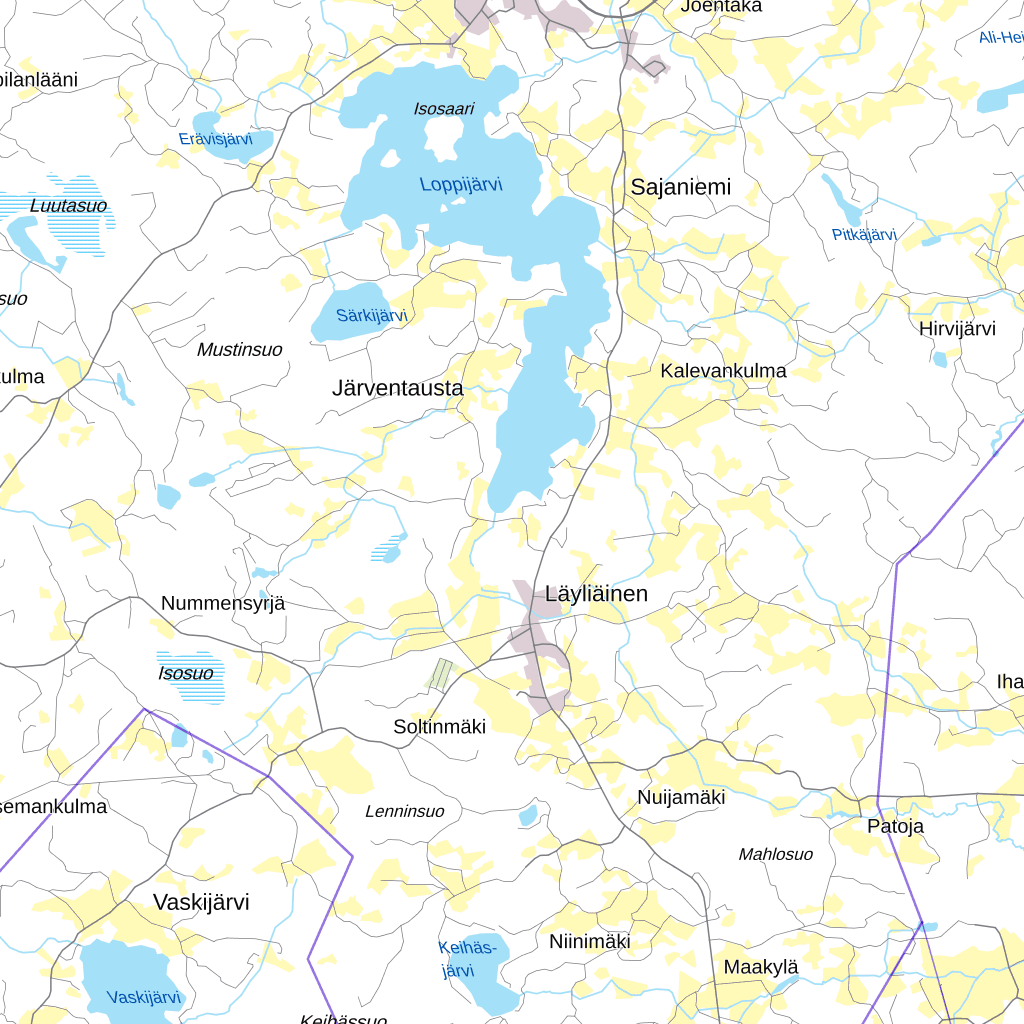 Joentaka
Ali-Hei
pilanlääni
Isosaari
Erävisjärvi
Loppijärvi
Sajaniemi
Luutasuo
Pitkäjärvi
suo
Särkijärvi
Hirvijärvi
Mustinsuo
kulma
Kalevankulma
Järventausta
Läyliäinen
Nummensyrjä
Isosuo
Iha
Soltinmäki
Nuijamäki
semankulma
Lenninsuo
Patoja
Mahlosuo
Vaskijärvi
Niinimäki
Keihäs-
järvi
Maakylä
Vaskijärvi
Keihässuo